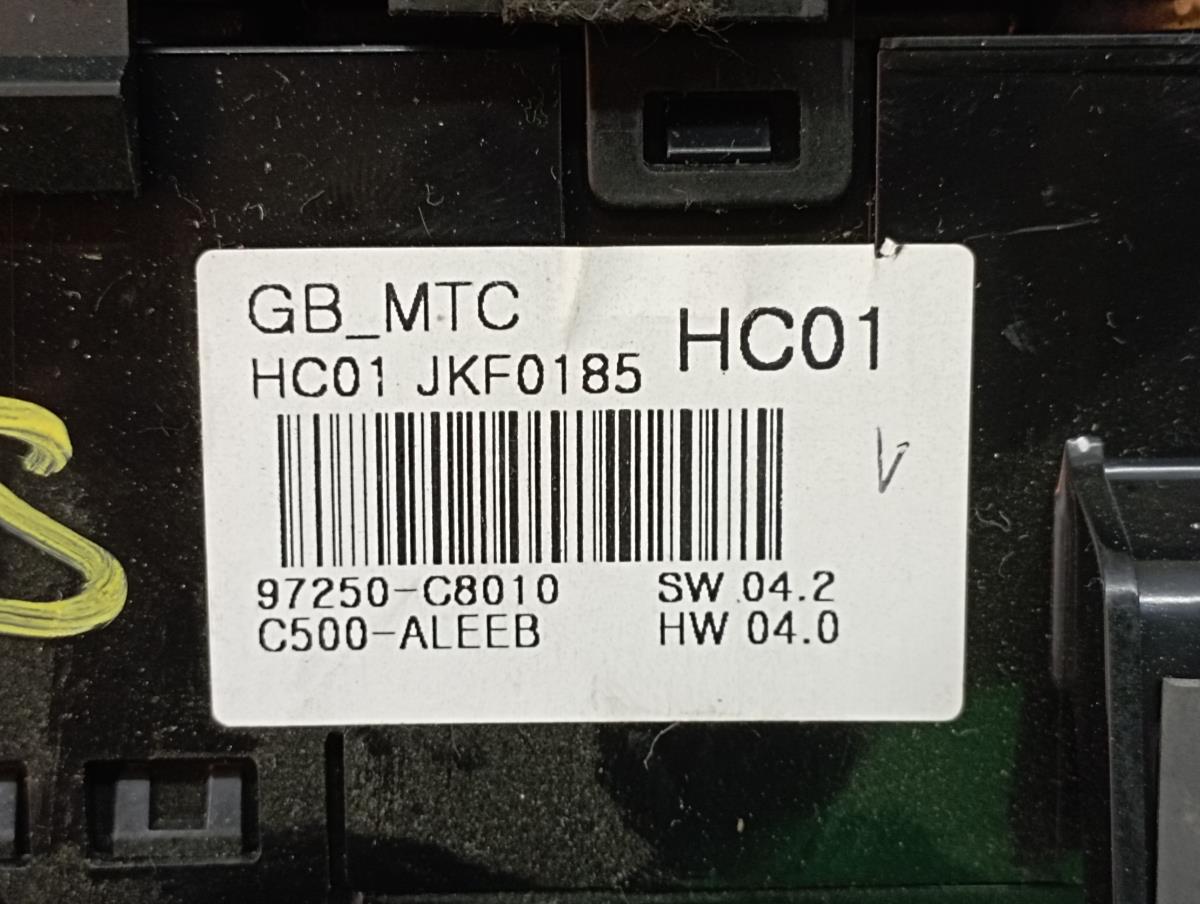 GB_MTC
HC01
HC01 JKF0185
V
97250-C8010
SW 04.2
C500-ALEEB
HW 04.0